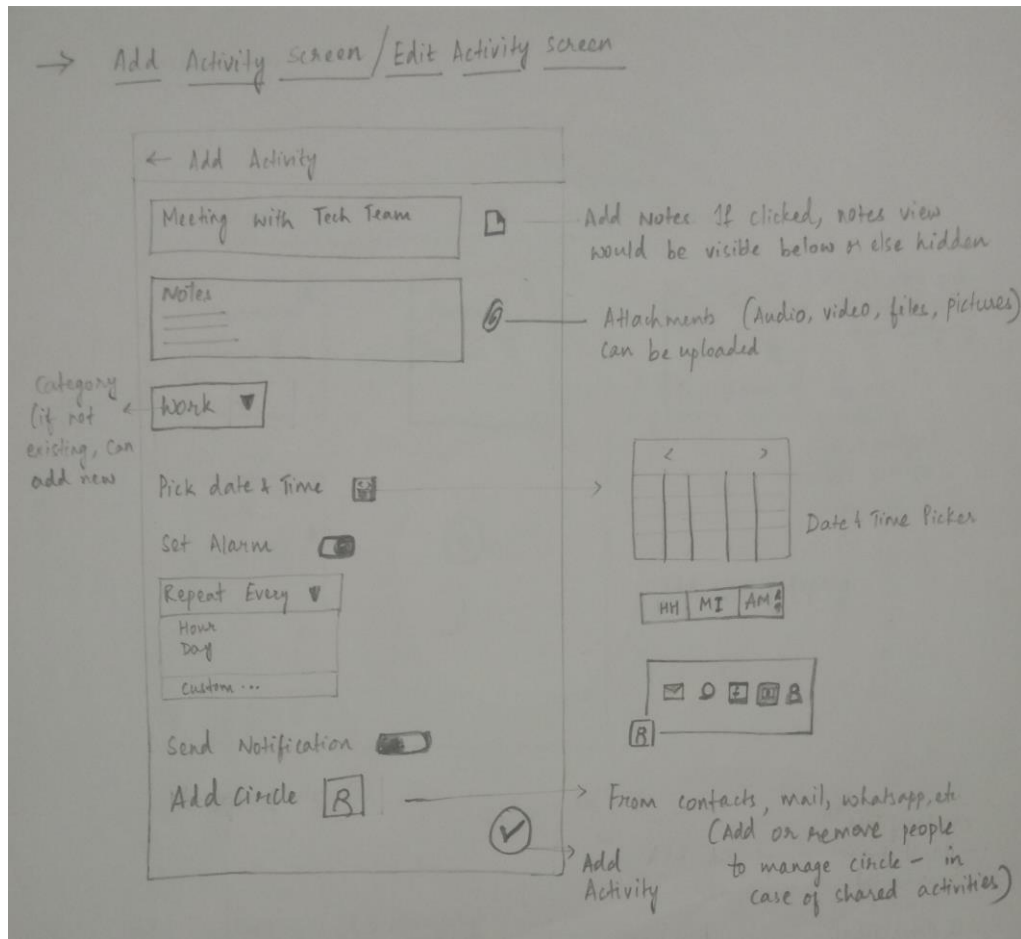 → Add Activity screen / Edit Activity screen
← Add Activity
Meeting with Tech Team
Add Notes If clicked, notes view
would be visible below or else hidden
Notes
Attachments (Audio, video, files, pictures)
can be uploaded
Category
(if not
existing, can
add new
Work ▼
Pick date & Time
Date & Time Picker
Set Alarm
Repeat Every ▼
Hour
Day
Custom ...
HH MI AM
Send Notification
Add Circle
From contacts, mail, whatsapp, etc
(Add or remove people
to manage circle – in
case of shared activities)
Add
Activity